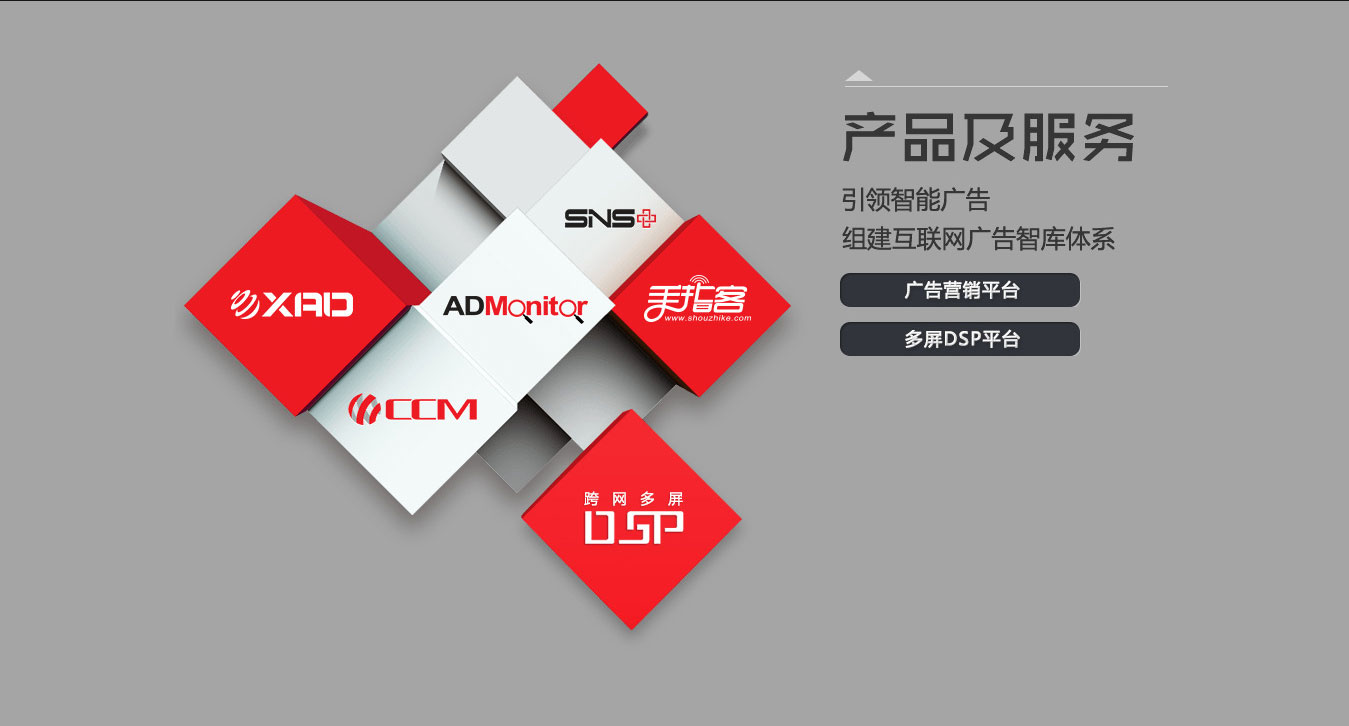 产品及服务
引领智能广告
组建互联网广告智库体系
广告营销平台
多屏DSP平台
SNS+
XAD
ADMonitor
手指客
www.shouzhike.com
CCM
跨网多屏
DSP